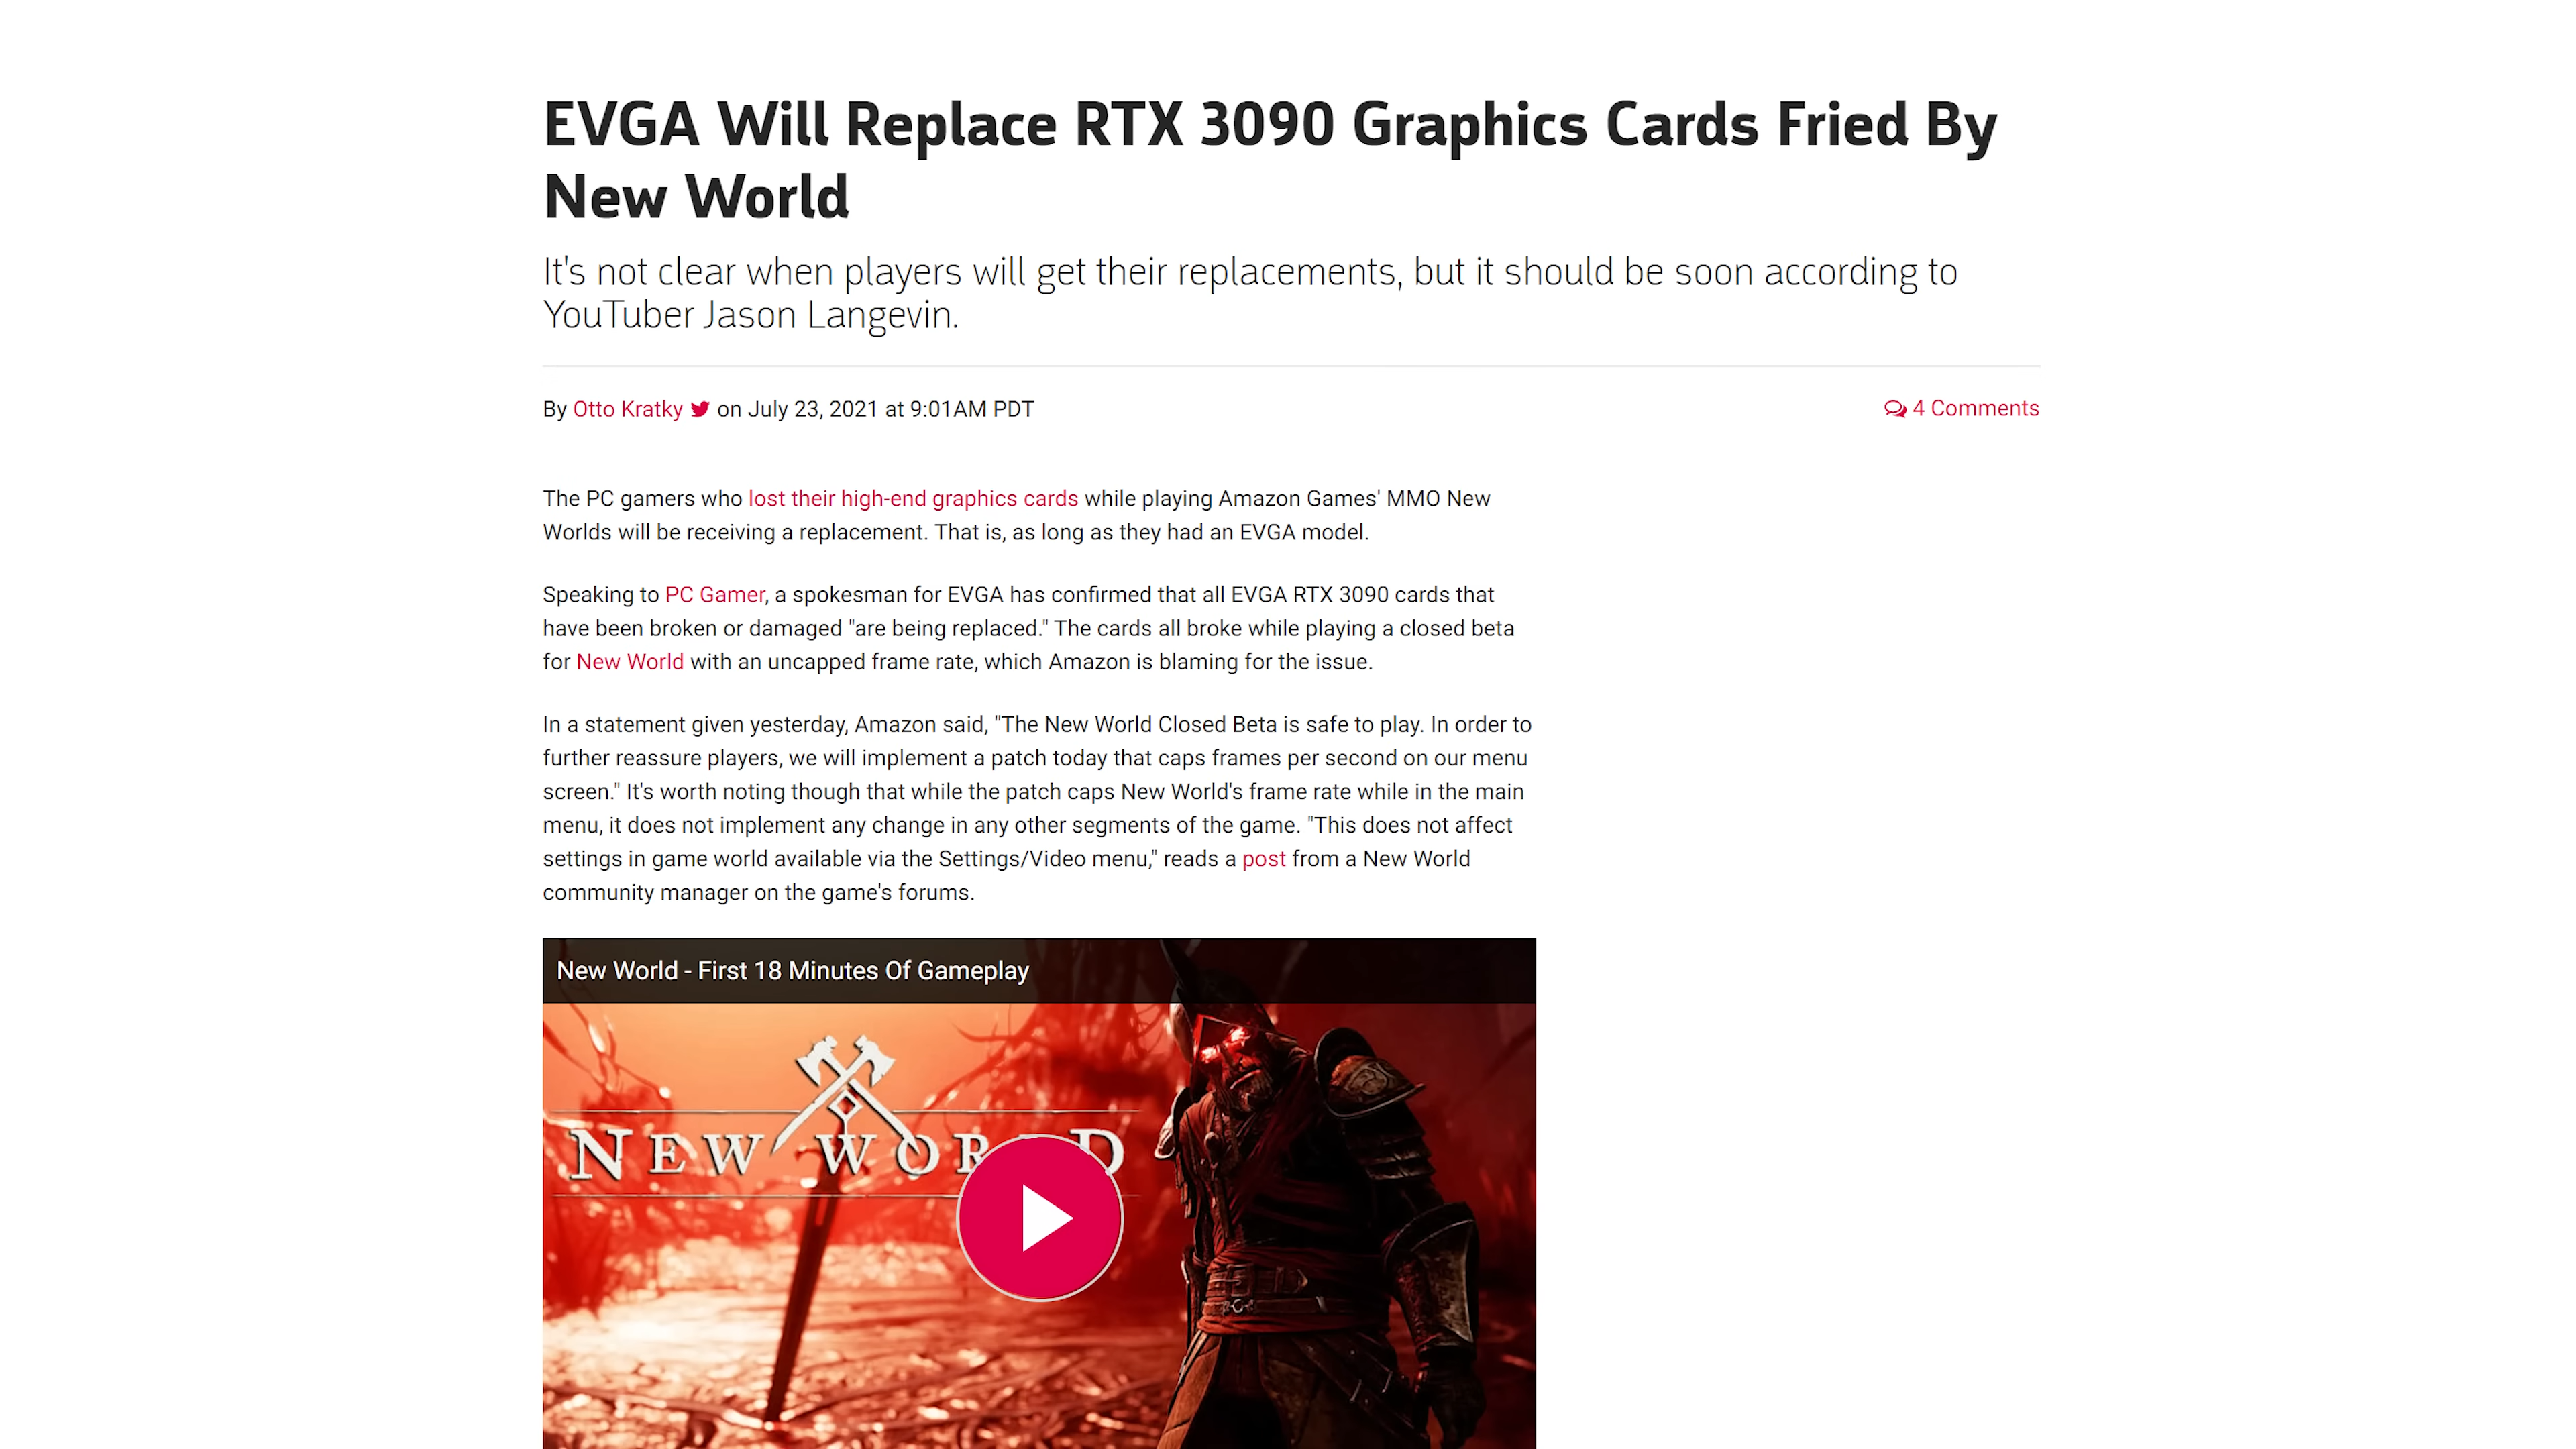 EVGA Will Replace RTX 3090 Graphics Cards Fried By
New World
It's not clear when players will get their replacements, but it should be soon according to
YouTuber Jason Langevin.
By Otto Kratky on July 23, 2021 at 9:01AM PDT
4 Comments
The PC gamers who lost their high-end graphics cards while playing Amazon Games' MMO New
Worlds will be receiving a replacement. That is, as long as they had an EVGA model.
Speaking to PC Gamer, a spokesman for EVGA has confirmed that all EVGA RTX 3090 cards that
have been broken or damaged "are being replaced." The cards all broke while playing a closed beta
for New World with an uncapped frame rate, which Amazon is blaming for the issue.
In a statement given yesterday, Amazon said, "The New World Closed Beta is safe to play. In order to
further reassure players, we will implement a patch today that caps frames per second on our menu
screen." It's worth noting though that while the patch caps New World's frame rate while in the main
menu, it does not implement any change in any other segments of the game. "This does not affect
settings in game world available via the Settings/Video menu," reads a post from a New World
community manager on the game's forums.
New World - First 18 Minutes Of Gameplay
NEW WORLD